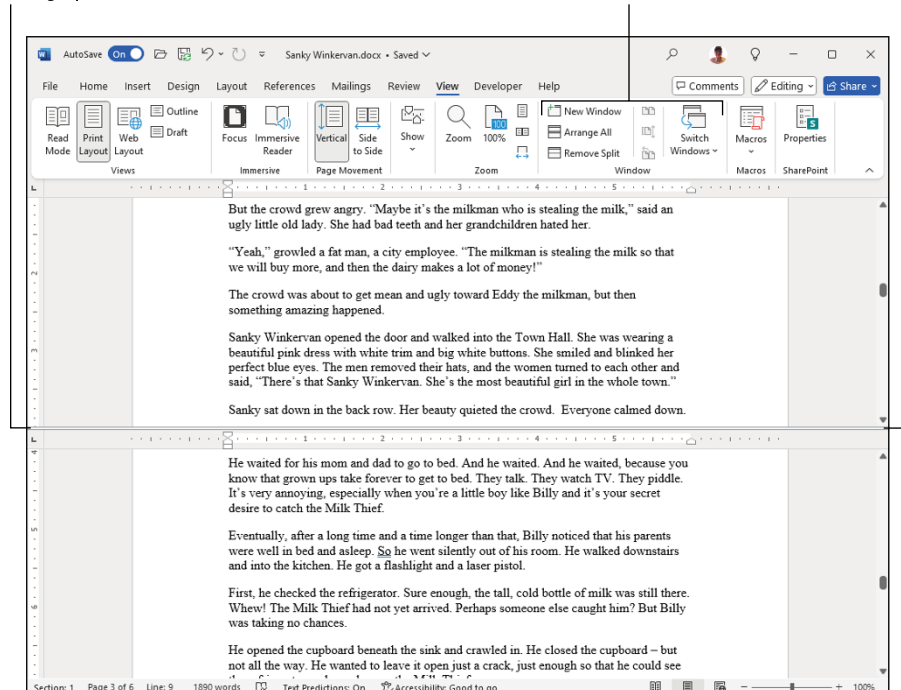 AutoSave On Sanky Winkervan.docx • Saved
File Home Insert Design Layout References Mailings Review View Developer Help Comments Editing Share
Read Mode Print Layout Web Layout Outline Draft Focus Immersive Reader Vertical Side to Side Show Zoom 100% 100 New Window Arrange All Remove Split Switch Windows Macros Properties
Views Immersive Page Movement Zoom Window Macros SharePoint
1 2 3 4 5
But the crowd grew angry. “Maybe it’s the milkman who is stealing the milk,” said an
ugly little old lady. She had bad teeth and her grandchildren hated her.
“Yeah,” growled a fat man, a city employee. “The milkman is stealing the milk so that
we will buy more, and then the dairy makes a lot of money!”
The crowd was about to get mean and ugly toward Eddy the milkman, but then
something amazing happened.
Sanky Winkervan opened the door and walked into the Town Hall. She was wearing a
beautiful pink dress with white trim and big white buttons. She smiled and blinked her
perfect blue eyes. The men removed their hats, and the women turned to each other and
said, “There’s that Sanky Winkervan. She’s the most beautiful girl in the whole town.”
Sanky sat down in the back row. Her beauty quieted the crowd. Everyone calmed down.
1 2 3 4 5
He waited for his mom and dad to go to bed. And he waited. And he waited, because you
know that grown ups take forever to get to bed. They talk. They watch TV. They piddle.
It’s very annoying, especially when you’re a little boy like Billy and it’s your secret
desire to catch the Milk Thief.
Eventually, after a long time and a time longer than that, Billy noticed that his parents
were well in bed and asleep. So he went silently out of his room. He walked downstairs
and into the kitchen. He got a flashlight and a laser pistol.
First, he checked the refrigerator. Sure enough, the tall, cold bottle of milk was still there.
Whew! The Milk Thief had not yet arrived. Perhaps someone else caught him? But Billy
was taking no chances.
He opened the cupboard beneath the sink and crawled in. He closed the cupboard – but
not all the way. He wanted to leave it open just a crack, just enough so that he could see
Section: 1 Page 3 of 6 Line: 9 1890 words Text Predictions: On Accessibility: Good to go 100%